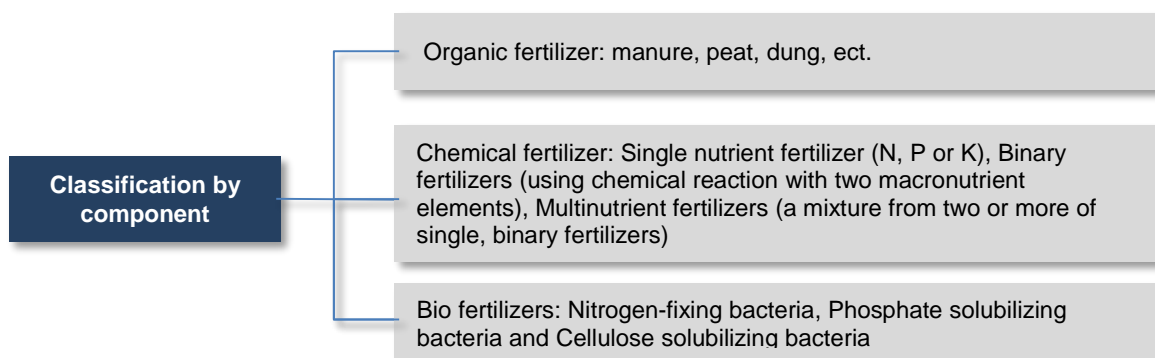 Organic fertilizer: manure, peat, dung, ect.
Classification by
component
Chemical fertilizer: Single nutrient fertilizer (N, P or K), Binary
fertilizers (using chemical reaction with two macronutrient
elements), Multinutrient fertilizers (a mixture from two or more of
single, binary fertilizers)
Bio fertilizers: Nitrogen-fixing bacteria, Phosphate solubilizing
bacteria and Cellulose solubilizing bacteria